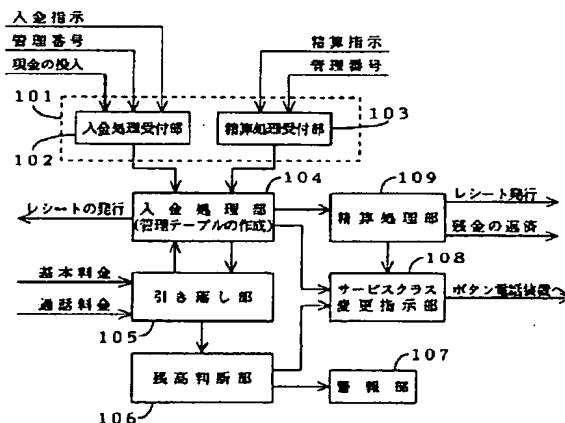 入金指示
管理番号
現金の投入
精算指示
管理番号
101
入金処理受付部
精算処理受付部
103
102
104
109
レシートの発行
入金処理部
(管理テーブルの作成)
精算処理部
レシート発行
残金の返済
108
基本料金
通話料金
引き落し部
サービスクラス
変更指示部
ボタン電話装置へ
105
107
残高判断部
警報部
106